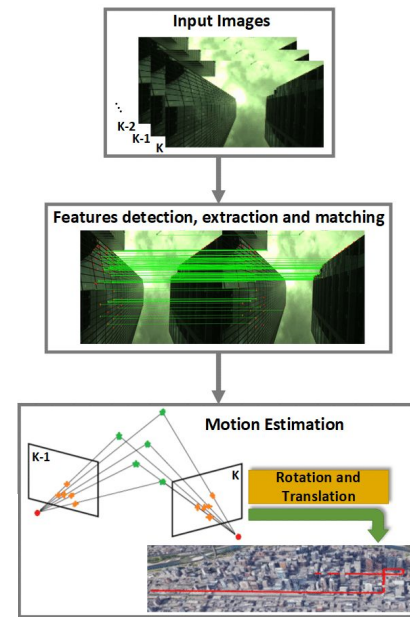 Input Images
K-2
K-1
K
Features detection, extraction and matching
Motion Estimation
K-1
K
Rotation and
Translation